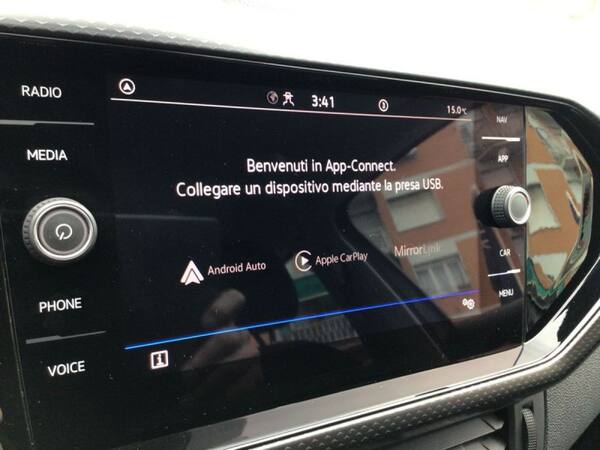 RADIO
MEDIA
PHONE
VOICE
3:41
15.0°C
Benvenuti in App-Connect.
Collegare un dispositivo mediante la presa USB.
Android Auto
Apple CarPlay
MirrorLink
NAV
APP
CAR
MENU